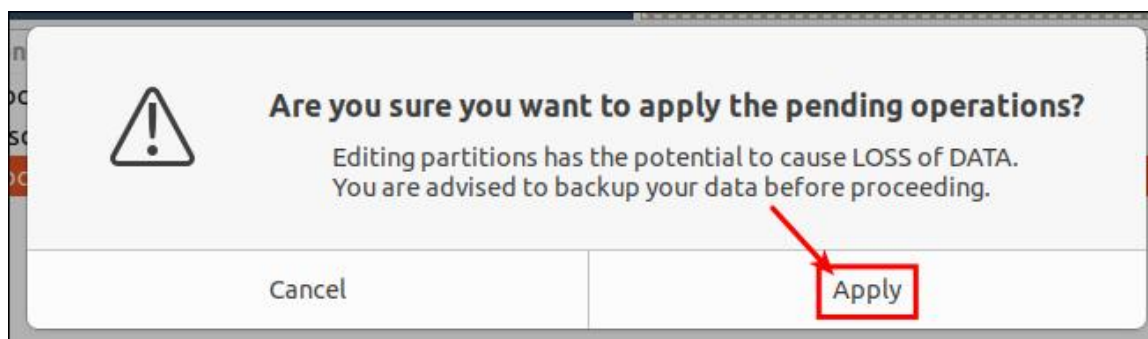 Are you sure you want to apply the pending operations?
Editing partitions has the potential to cause LOSS of DATA.
You are advised to backup your data before proceeding.
Cancel
Apply